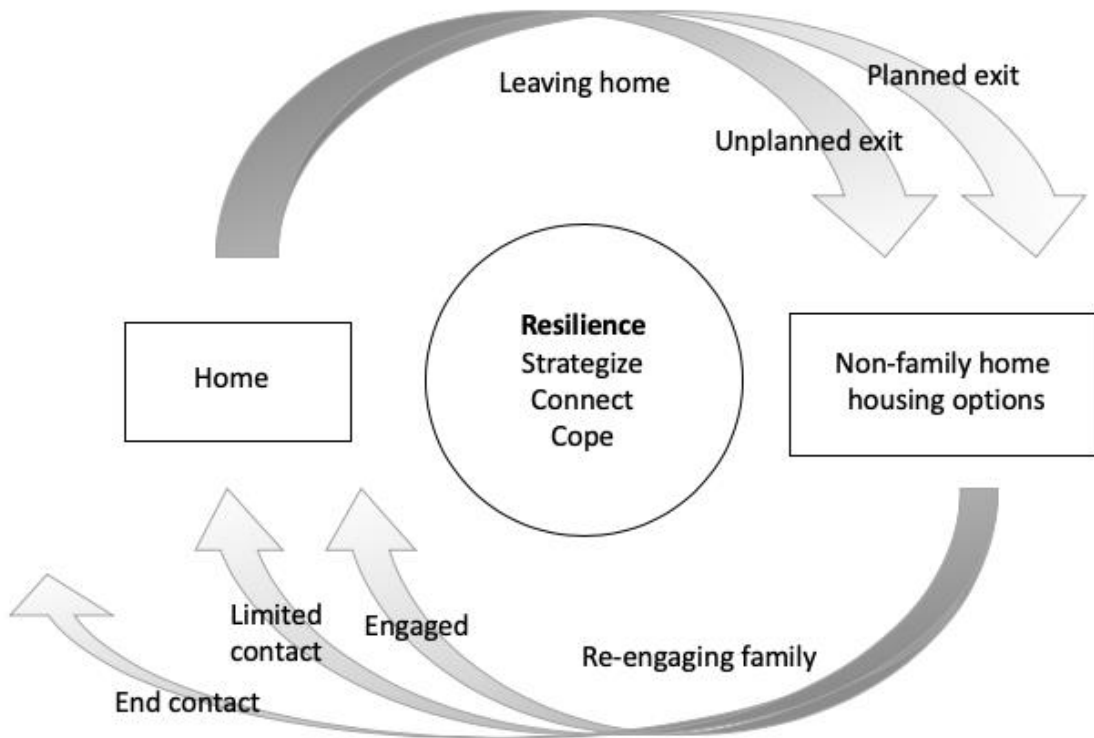 Leaving home
Planned exit
Unplanned exit
Home
Resilience
Strategize
Connect
Cope
Non-family home
housing options
Limited
contact
Engaged
End contact
Re-engaging family